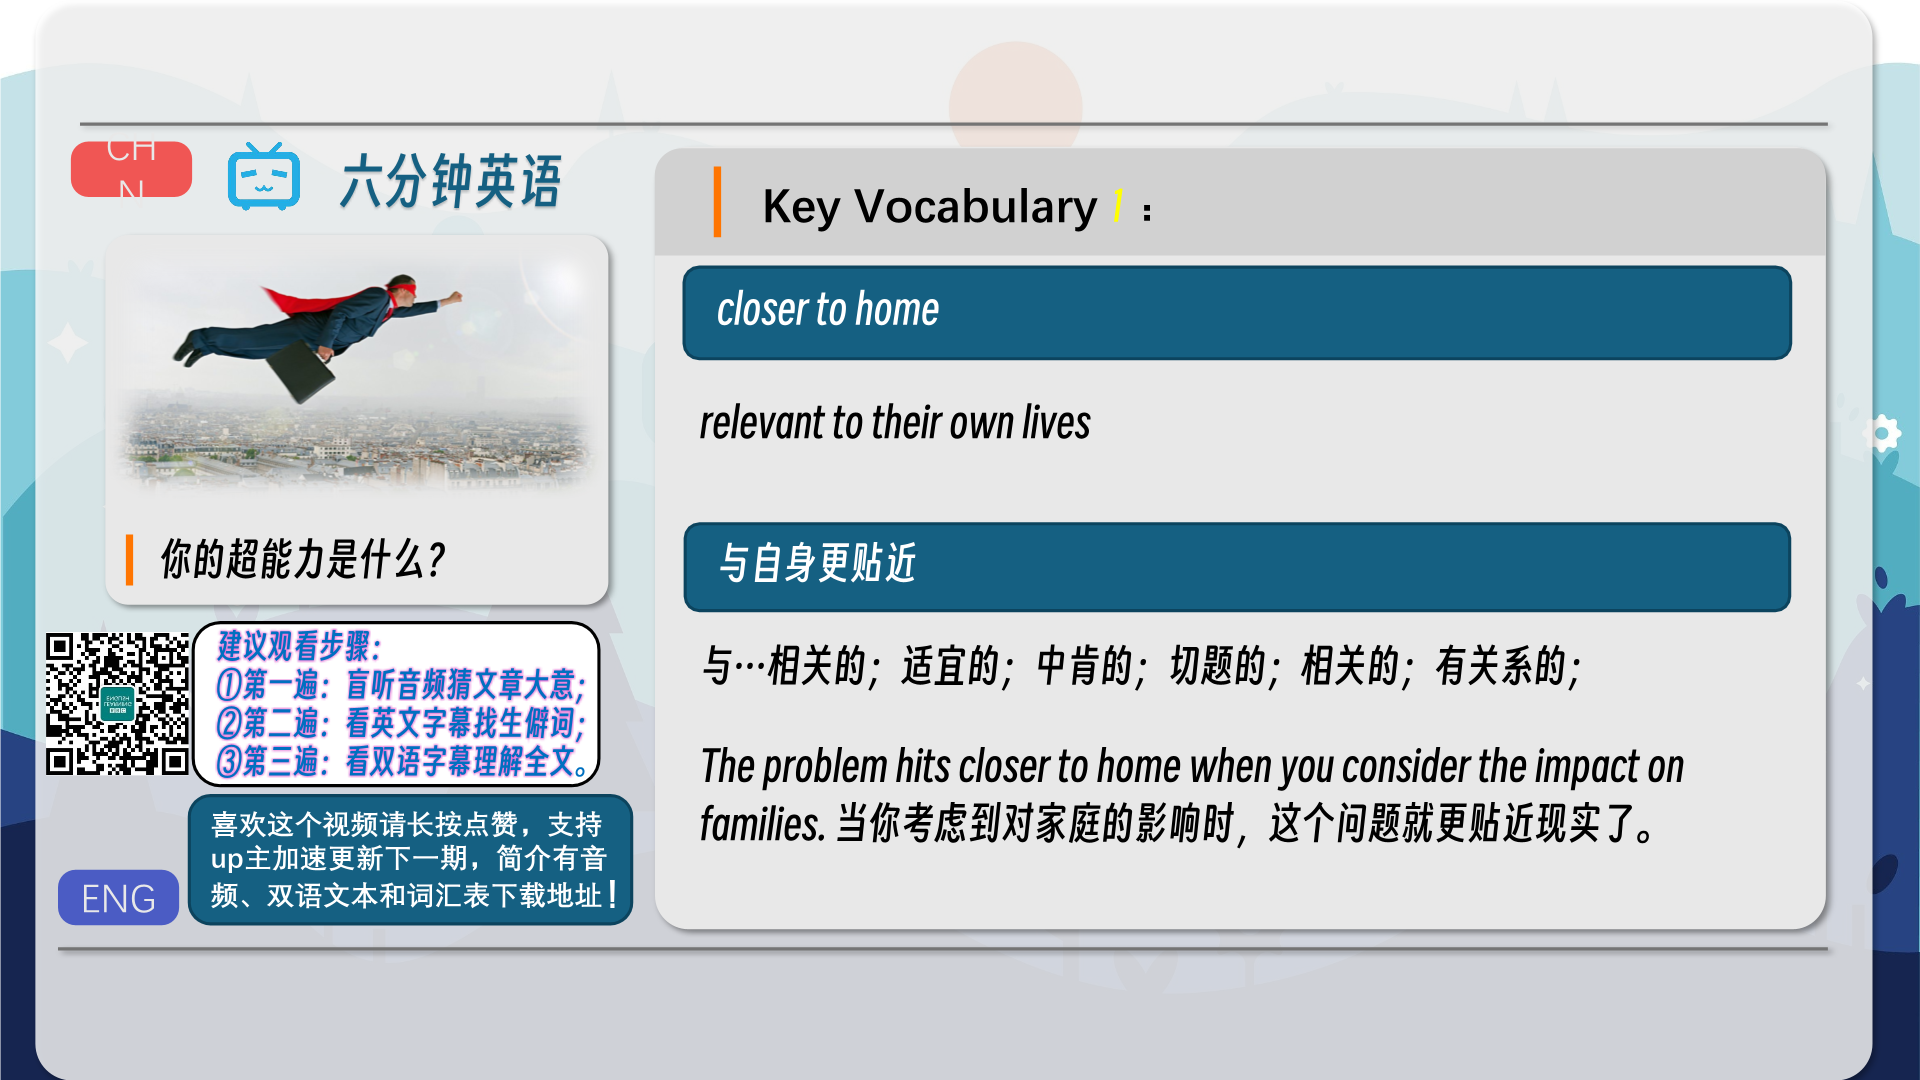 CH
N
六分钟英语
你的超能力是什么？
建议观看步骤：
①第一遍：盲听音频猜文章大意；
②第二遍：看英文字幕找生僻词；
③第三遍：看双语字幕理解全文。
喜欢这个视频请长按点赞，支持
up主加速更新下一期，简介有音
频、双语文本和词汇表下载地址！
ENG
Key Vocabulary 1：
closer to home
relevant to their own lives
与自身更贴近
与…相关的；适宜的；中肯的；切题的；相关的；有关系的；
The problem hits closer to home when you consider the impact on
families. 当你考虑到对家庭的影响时，这个问题就更贴近现实了。